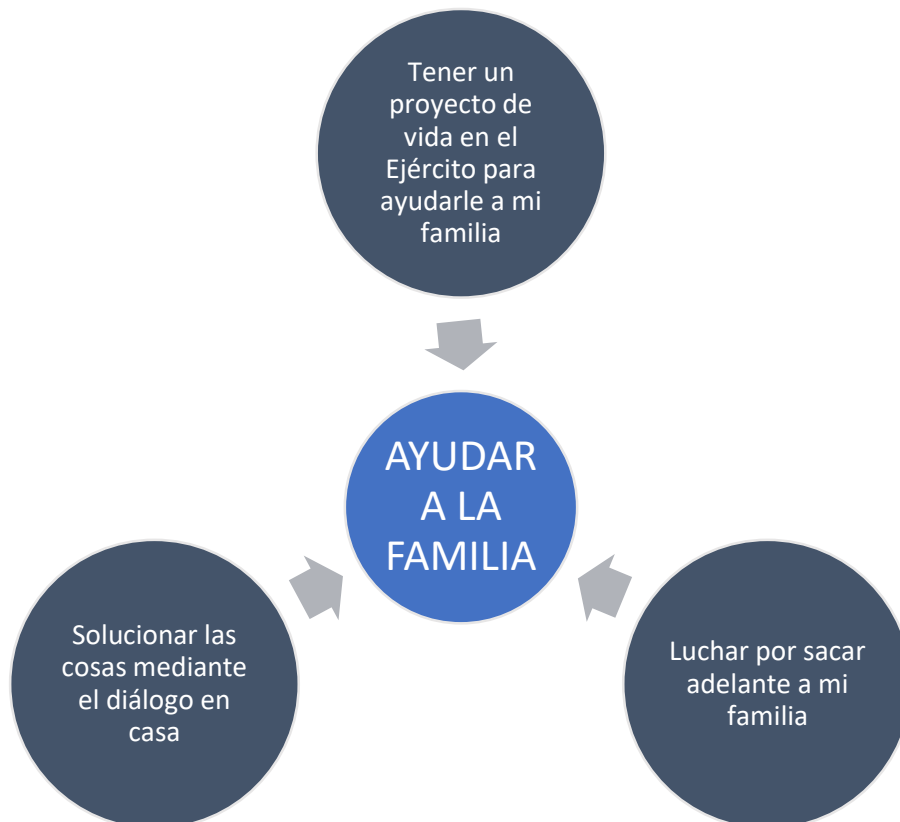 Tener un
proyecto de
vida en el
Ejército para
ayudarle a mi
familia
AYUDAR
A LA
FAMILIA
Solucionar las
cosas mediante
el diálogo en
casa
Luchar por sacar
adelante a mi
familia